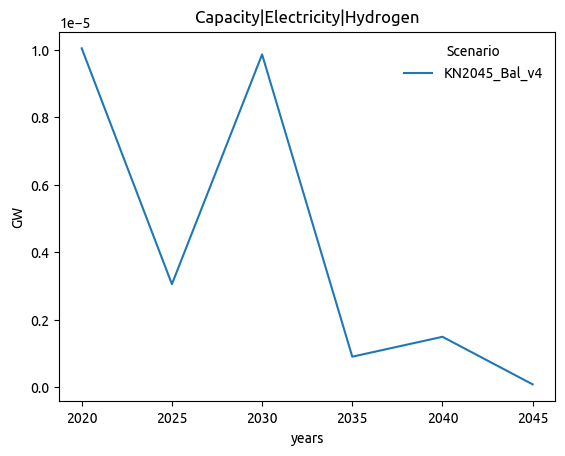 Capacity|Electricity|Hydrogen
1e−5
Scenario
KN2045_Bal_v4
1.0
0.8
0.6
0.4
0.2
0.0
GW
2020 2025 2030 2035 2040 2045
years